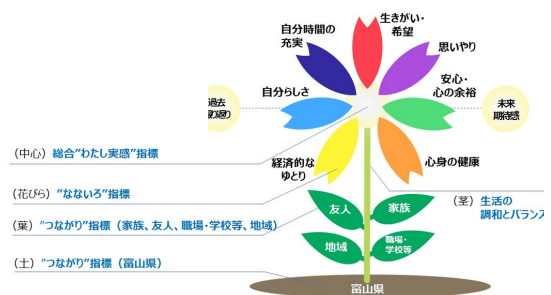 生きがい・
希望
自分時間の
充実
思いやり
自分らしさ
安心・
心の余裕
過去
振り返り
未来
期待感
経済的な
ゆとり
心身の健康
(中心) 総合"わたし実感"指標
(花びら) "なないろ"指標
(葉) "つながり"指標 (家族、友人、職場・学校等、地域)
(土) "つながり"指標 (富山県)
(茎) 生活の
調和とバランス
友人
家族
地域
職場・
学校等
富山県